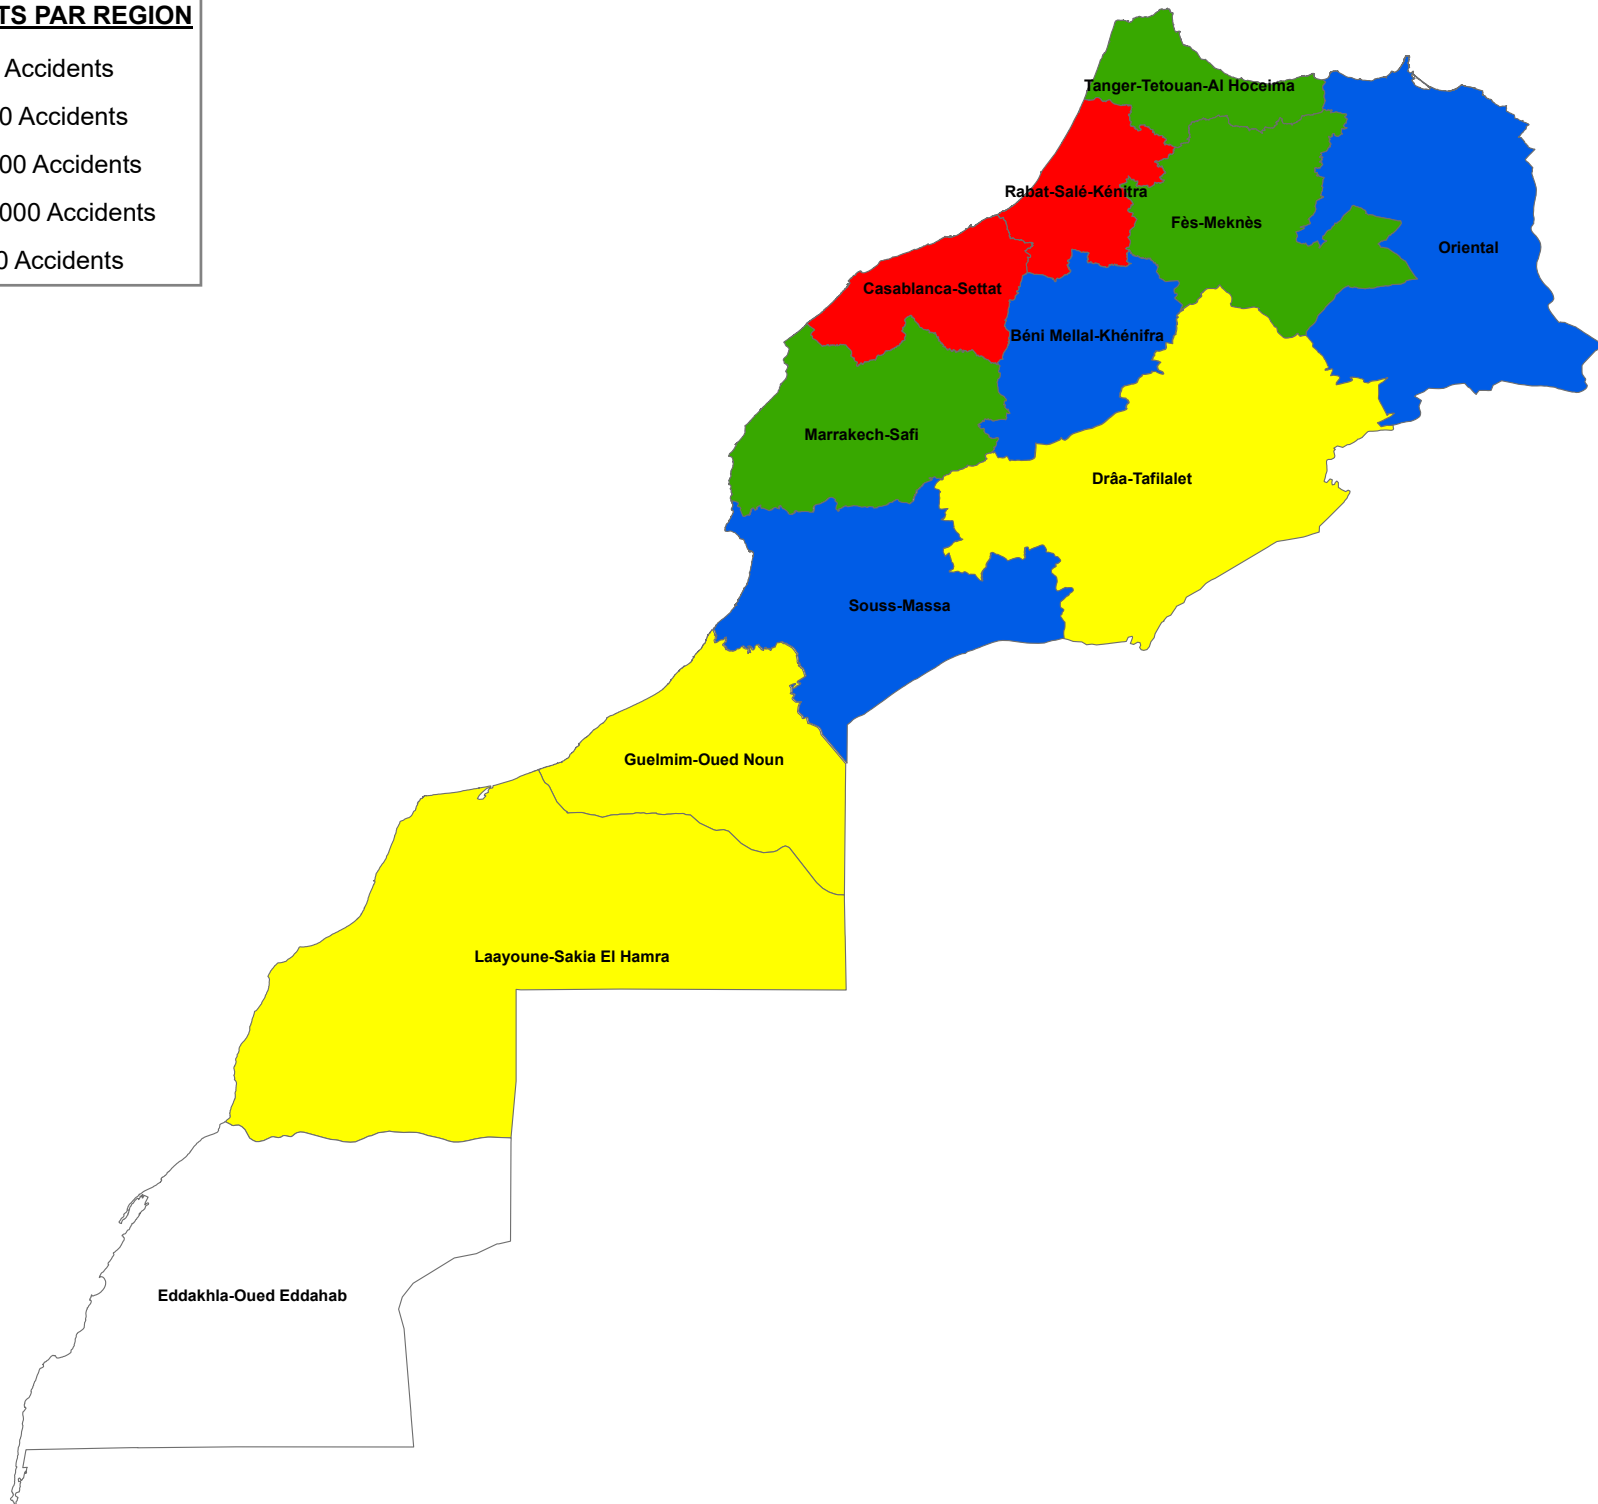 TS PAR REGION
Accidents
0 Accidents
00 Accidents
000 Accidents
0 Accidents
Tanger-Tetouan-Al Hoceima
Rabat-Salé-Kénitra
Fès-Meknès
Oriental
Casablanca-Settat
Béni Mellal-Khénifra
Marrakech-Safi
Drâa-Tafilalet
Souss-Massa
Guelmim-Oued Noun
Laayoune-Sakia El Hamra
Eddakhla-Oued Eddahab